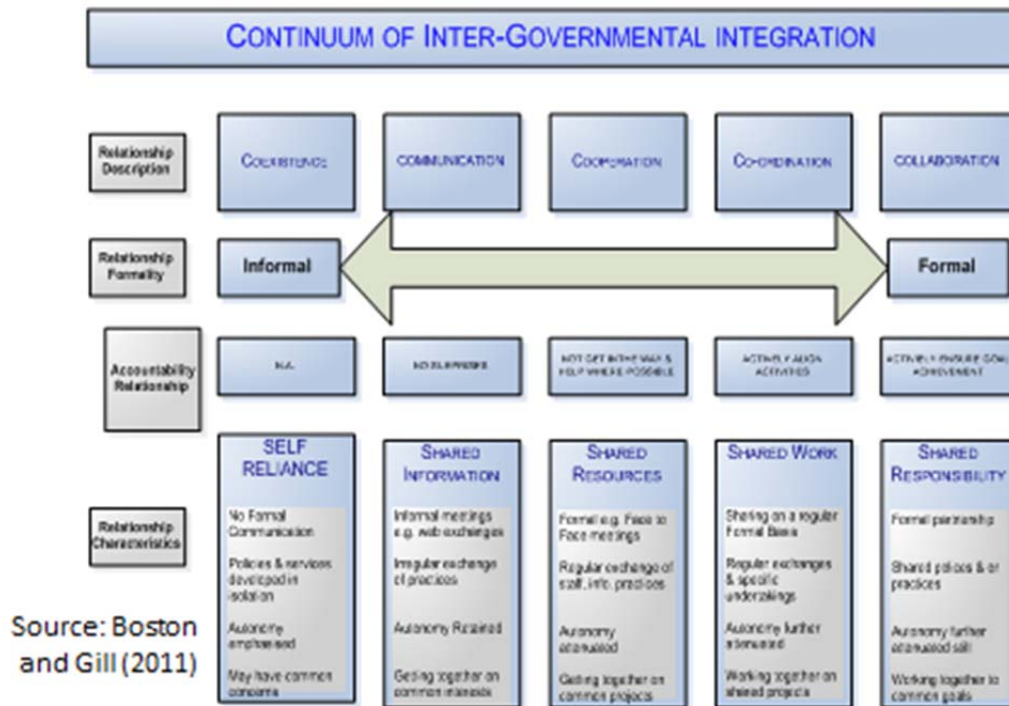 CONTINUUM OF INTER-GOVERNMENTAL INTEGRATION
Relationship
Description
COEXISTENCE
COMMUNICATION
COOPERATION
CO-ORDINATION
COLLABORATION
Relationship
Formality
Informal
Formal
Accountability
Relationship
N.A.
NO SURPRISES
NOT GET IN THE WAY &
HELP WHERE POSSIBLE
ACTIVELY ALIGN
ACTIVITIES
ACTIVELY ENSURE GOAL
ACHIEVEMENT
Relationship
Characteristics
SELF
RELIANCE
No Formal
Communication
Policies & services
developed in
isolation
Autonomy
emphasised
May have common
concerns
SHARED
INFORMATION
Informal meetings
e.g. web exchanges
Irregular exchange
of practices
Autonomy Retained
Getting together on
common interests
SHARED
RESOURCES
Formal e.g. Face to
Face meetings
Regular exchange of
staff, info, practices
Autonomy
attenuated
Getting together on
common projects
SHARED WORK
Sharing on a regular
Formal Basis
Regular exchanges
& specific
undertakings
Autonomy further
attenuated
Working together on
shared projects
SHARED
RESPONSIBILITY
Formal partnership
Shared polices & or
practices
Autonomy further
attenuated still
Working together to
common goals
Source: Boston
and Gill (2011)